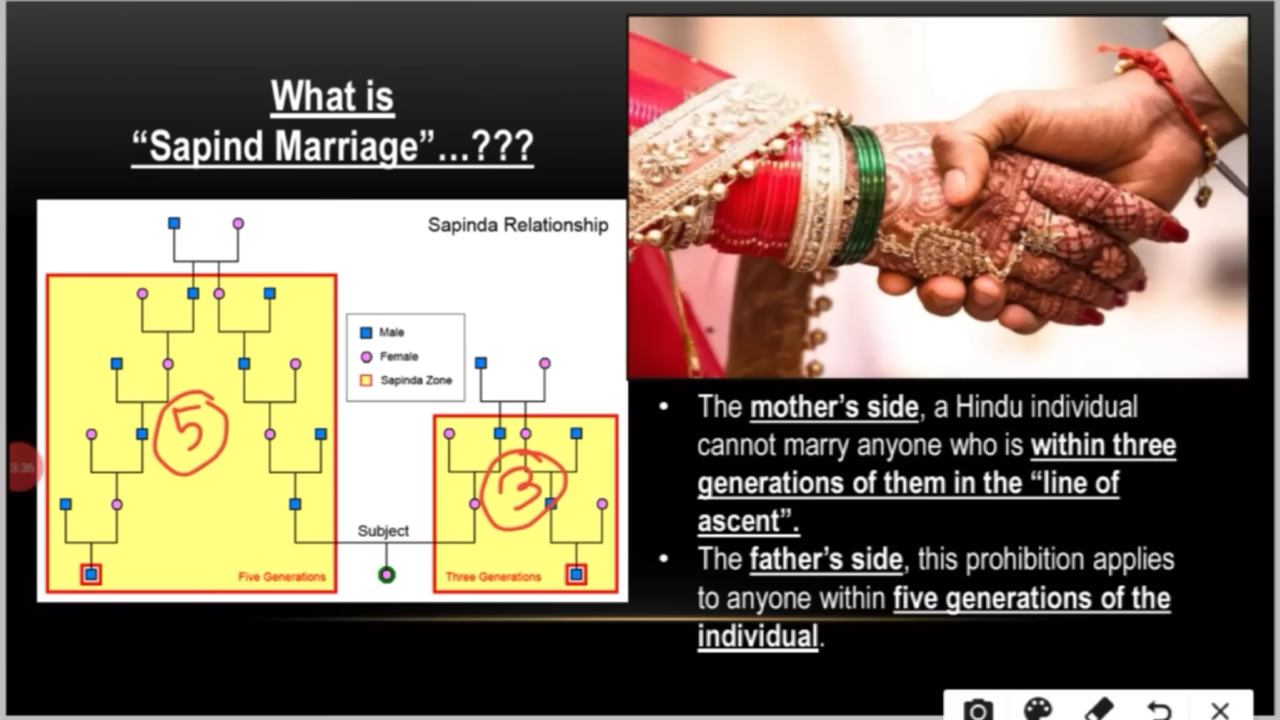 What is
“Sapind Marriage”...???
Sapinda Relationship
Male
Female
Sapinda Zone
5
3
Subject
Five Generations
Three Generations
3:36
• The mother’s side, a Hindu individual
cannot marry anyone who is within three
generations of them in the “line of
ascent”.
• The father’s side, this prohibition applies
to anyone within five generations of the
individual.